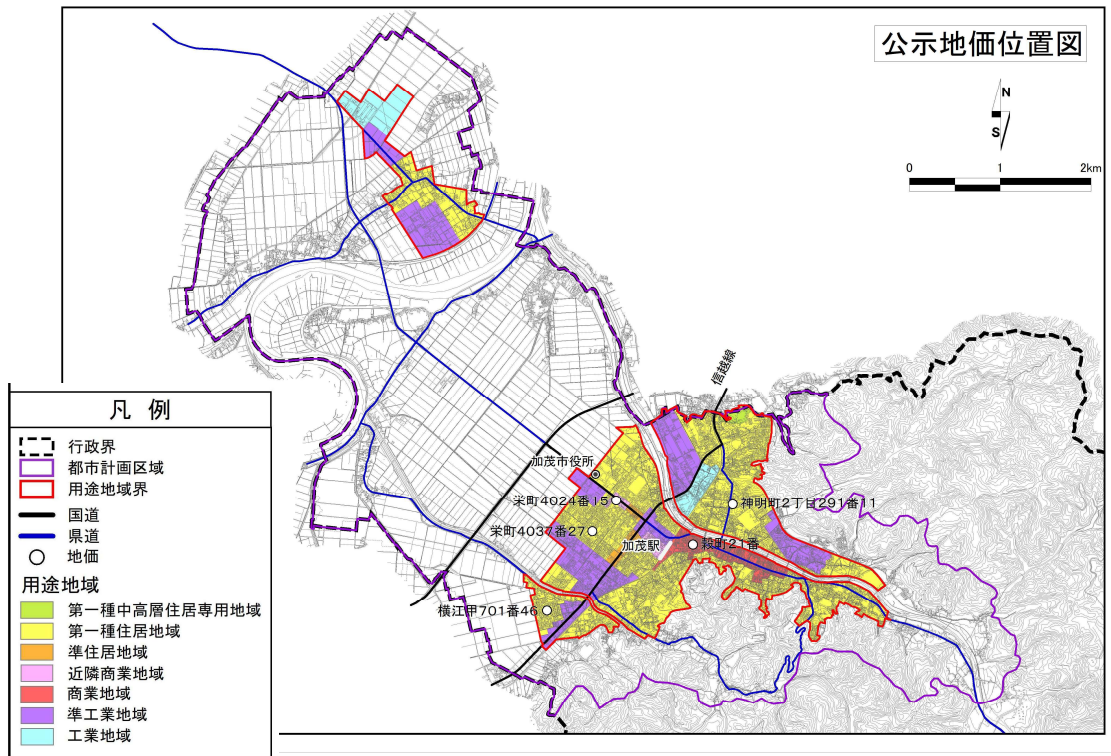 公示地価位置図
N
S
0 1 2km
信越線
加茂市役所
栄町4024番15
神明町2丁目291番11
栄町4037番27
加茂駅
穀町21番
横江甲701番46
凡 例
行政界
都市計画区域
用途地域界
国道
県道
地価
用途地域
第一種中高層住居専用地域
第一種住居地域
準住居地域
近隣商業地域
商業地域
準工業地域
工業地域